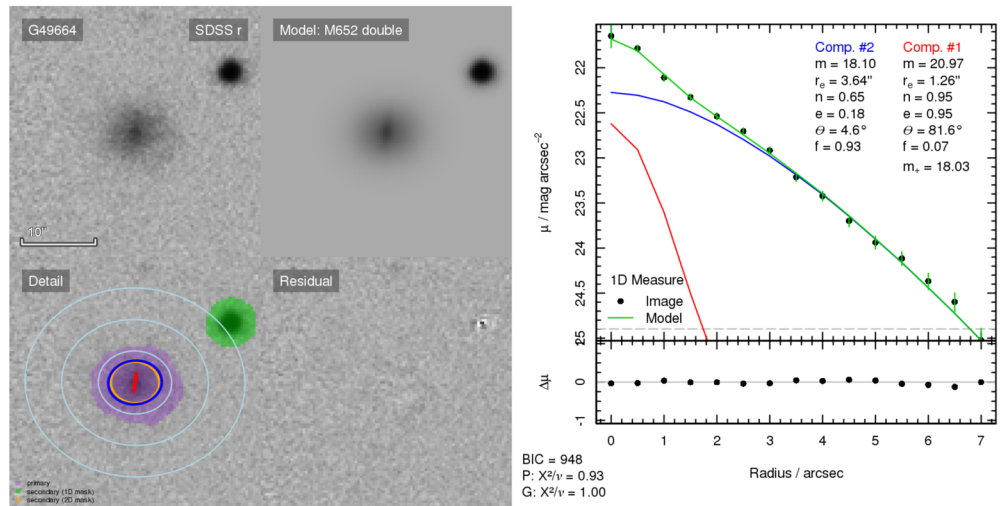 G49664
SDSS r
Model: M652 double
10"
Detail
Residual
primary
secondary (1D mask)
secondary (2D mask)
Comp. #2
m = 18.10
rₑ = 3.64"
n = 0.65
e = 0.18
Θ = 4.6°
f = 0.93
Comp. #1
m = 20.97
rₑ = 1.26"
n = 0.95
e = 0.95
Θ = 81.6°
f = 0.07
m₊ = 18.03
μ / mag arcsec⁻²
22
22.5
23
23.5
24
24.5
25
1D Measure
Image
Model
Δμ
0
-1
0 1 2 3 4 5 6 7
Radius / arcsec
BIC = 948
P: Χ²/ν = 0.93
G: Χ²/ν = 1.00